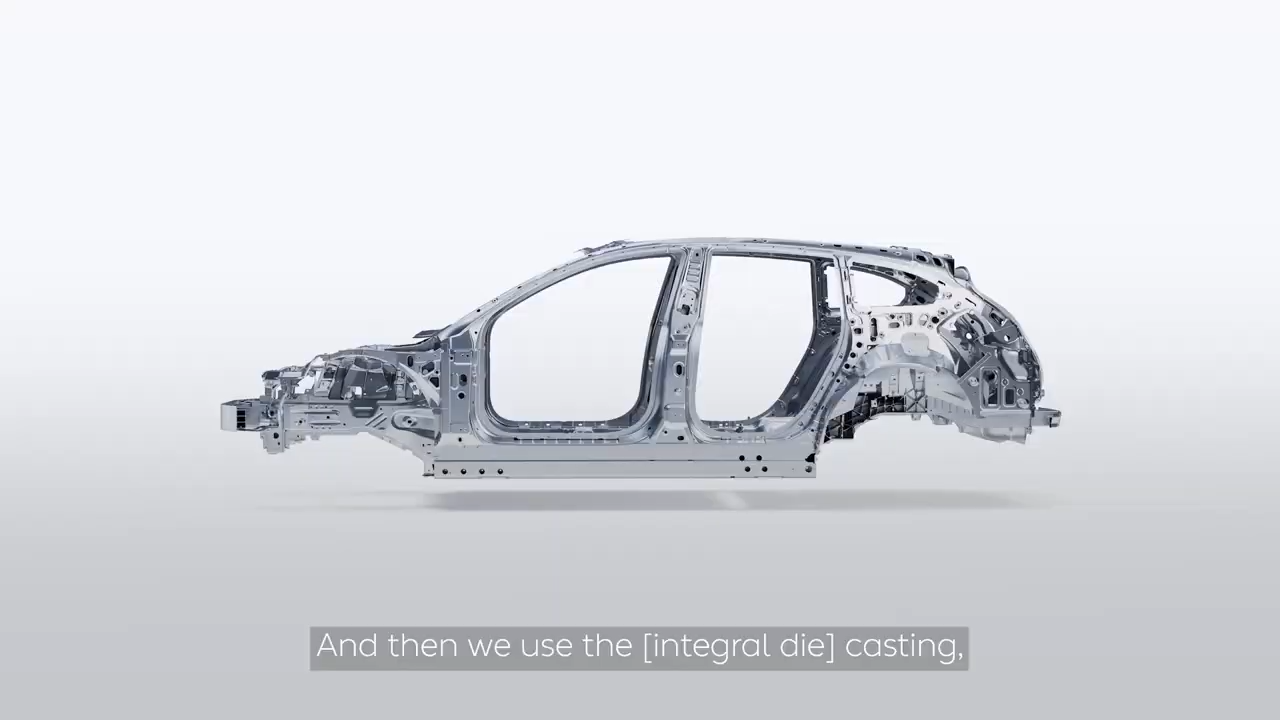 And then we use the [integral die] casting,